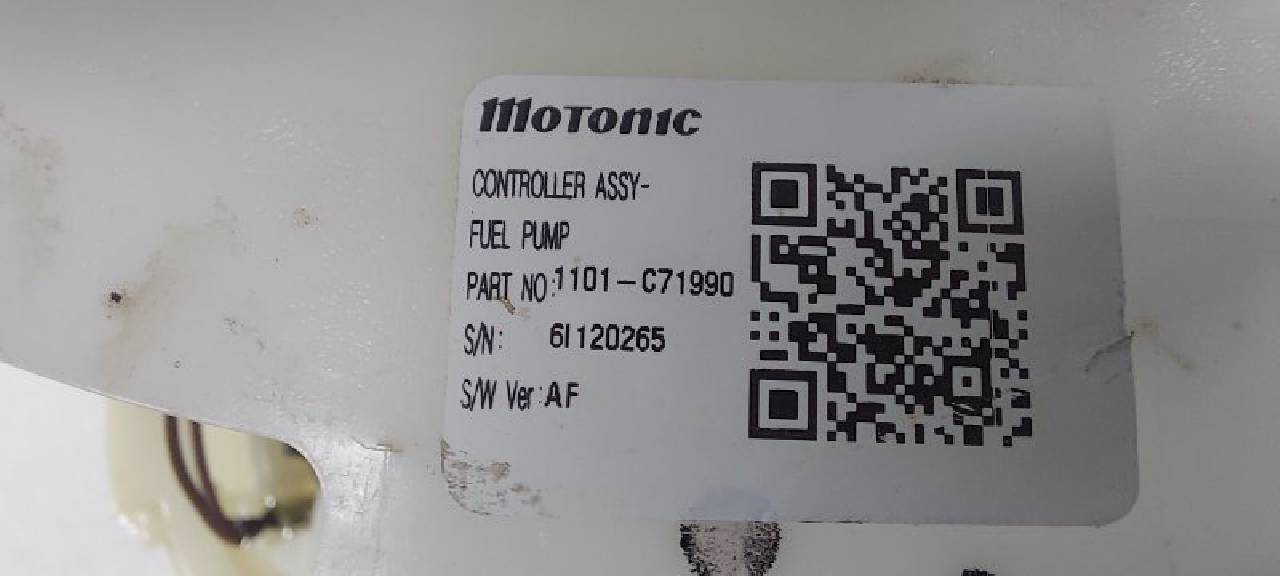 MOTONIC
CONTROLLER ASSY-
FUEL PUMP
PART NO:1101-C71990
S/N: 6I120265
S/W Ver:AF